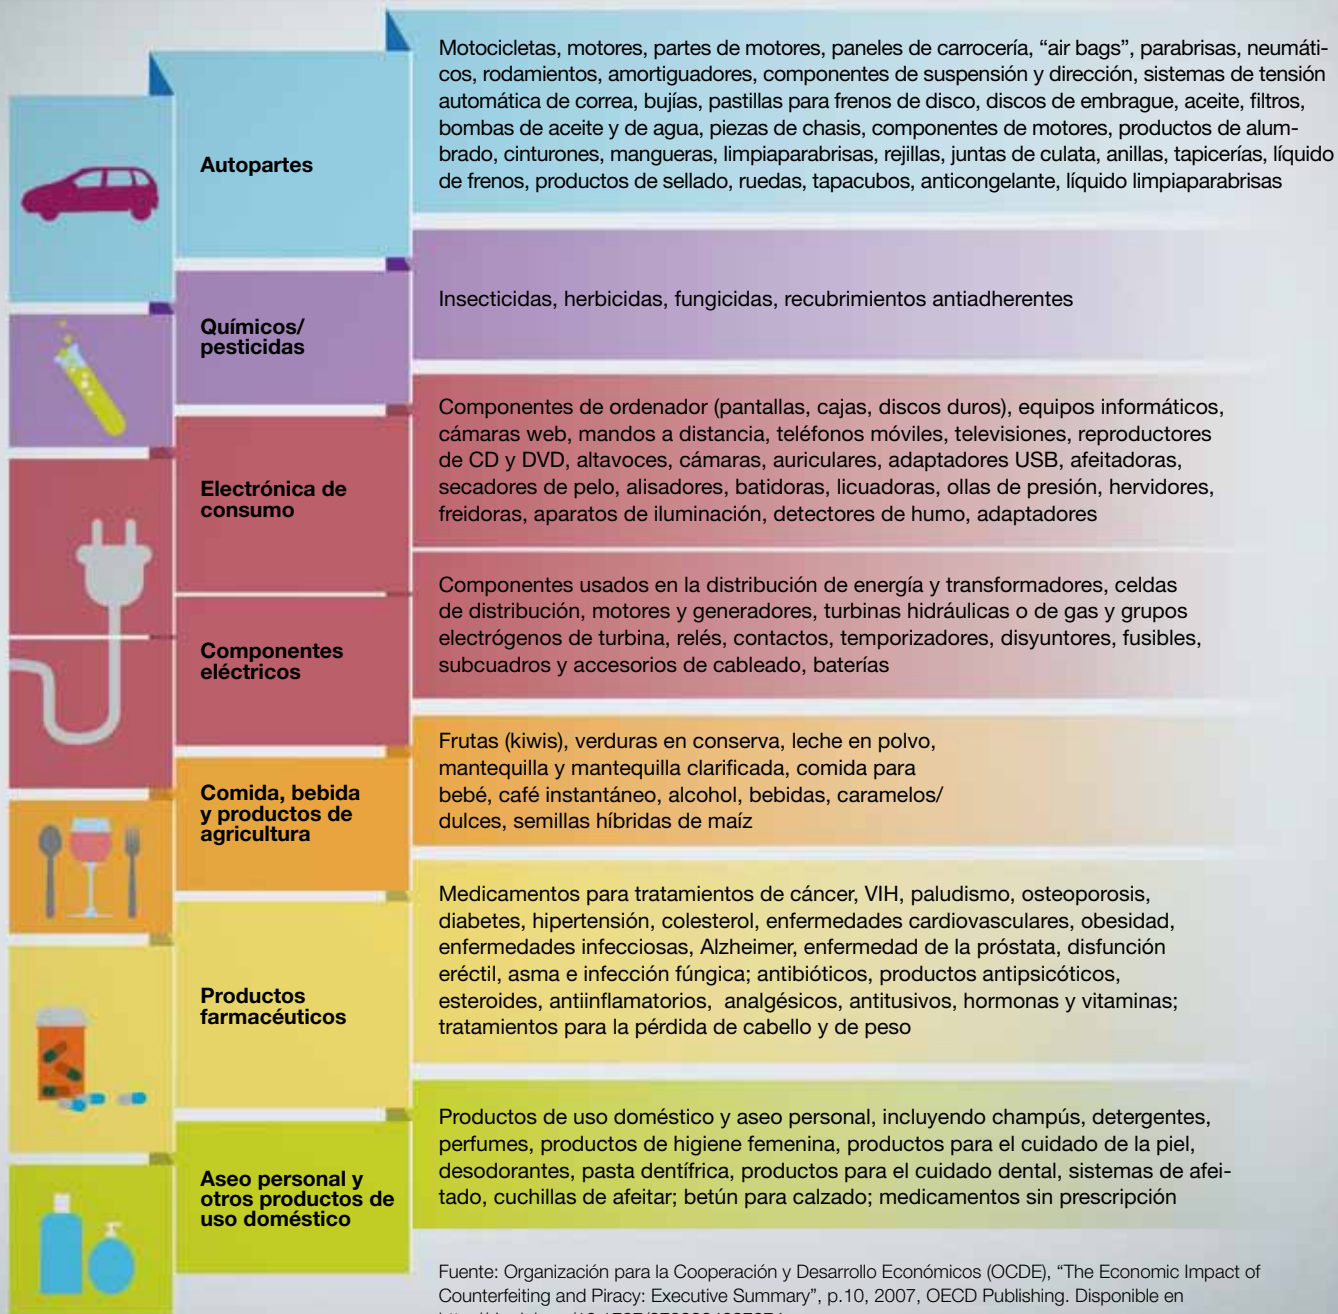 Autopartes
Motocicletas, motores, partes de motores, paneles de carrocería, “air bags”, parabrisas, neumáti-
cos, rodamientos, amortiguadores, componentes de suspensión y dirección, sistemas de tensión
automática de correa, bujías, pastillas para frenos de disco, discos de embrague, aceite, filtros,
bombas de aceite y de agua, piezas de chasis, componentes de motores, productos de alum-
brado, cinturones, mangueras, limpiaparabrisas, rejillas, juntas de culata, anillas, tapicerías, líquido
de frenos, productos de sellado, ruedas, tapacubos, anticongelante, líquido limpiaparabrisas
Químicos/
pesticidas
Insecticidas, herbicidas, fungicidas, recubrimientos antiadherentes
Electrónica de
consumo
Componentes de ordenador (pantallas, cajas, discos duros), equipos informáticos,
cámaras web, mandos a distancia, teléfonos móviles, televisiones, reproductores
de CD y DVD, altavoces, cámaras, auriculares, adaptadores USB, afeitadoras,
secadores de pelo, alisadores, batidoras, licuadoras, ollas de presión, hervidores,
freidoras, aparatos de iluminación, detectores de humo, adaptadores
Componentes
eléctricos
Componentes usados en la distribución de energía y transformadores, celdas
de distribución, motores y generadores, turbinas hidráulicas o de gas y grupos
electrógenos de turbina, relés, contactos, temporizadores, disyuntores, fusibles,
subcuadros y accesorios de cableado, baterías
Comida, bebida
y productos de
agricultura
Frutas (kiwis), verduras en conserva, leche en polvo,
mantequilla y mantequilla clarificada, comida para
bebé, café instantáneo, alcohol, bebidas, caramelos/
dulces, semillas híbridas de maíz
Productos
farmacéuticos
Medicamentos para tratamientos de cáncer, VIH, paludismo, osteoporosis,
diabetes, hipertensión, colesterol, enfermedades cardiovasculares, obesidad,
enfermedades infecciosas, Alzheimer, enfermedad de la próstata, disfunción
eréctil, asma e infección fúngica; antibióticos, productos antipsicóticos,
esteroides, antiinflamatorios, analgésicos, antitusivos, hormonas y vitaminas;
tratamientos para la pérdida de cabello y de peso
Aseo personal y
otros productos de
uso doméstico
Productos de uso doméstico y aseo personal, incluyendo champús, detergentes,
perfumes, productos de higiene femenina, productos para el cuidado de la piel,
desodorantes, pasta dentífrica, productos para el cuidado dental, sistemas de afei-
tado, cuchillas de afeitar; betún para calzado; medicamentos sin prescripción
Fuente: Organización para la Cooperación y Desarrollo Económicos (OCDE), “The Economic Impact of
Counterfeiting and Piracy: Executive Summary”, p.10, 2007, OECD Publishing. Disponible en